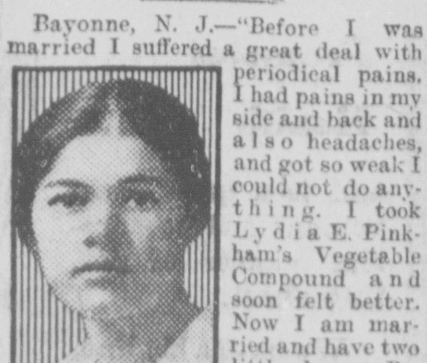 Bayonne, N. J.—"Before I was
married I suffered a great deal with
periodical pains.
I had pains in my
side and back and
also headaches,
and got so weak I
could not do any-
thing. I took
Lydia E. Pink-
ham's Vegetable
Compound and
soon felt better.
Now I am mar-
ried and have two